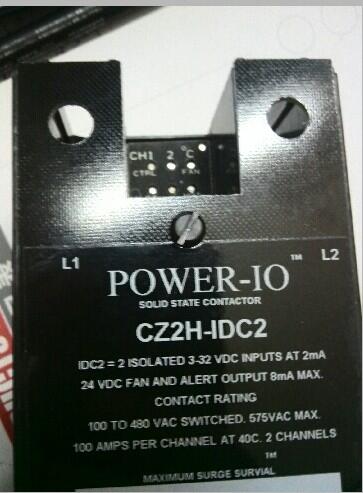 CH1 2 C
CTRL FAN
L1 L2
POWER-IO™
SOLID STATE CONTACTOR
CZ2H-IDC2
IDC2 = 2 ISOLATED 3-32 VDC INPUTS AT 2mA
24 VDC FAN AND ALERT OUTPUT 8mA MAX.
CONTACT RATING
100 TO 480 VAC SWITCHED. 575VAC MAX.
100 AMPS PER CHANNEL AT 40C. 2 CHANNELS
™
MAXIMUM SURGE SURVIAL